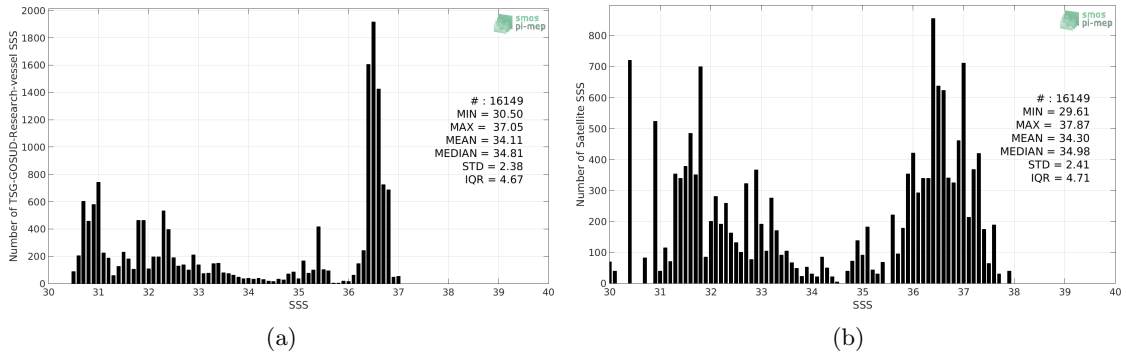 2000
1800
1600
1400
1200
1000
800
600
400
200
0
Number of TSG-GOSUD-Research-vessel SSS
smos
pi-mep
# : 16149
MIN = 30.50
MAX = 37.05
MEAN = 34.11
MEDIAN = 34.81
STD = 2.38
IQR = 4.67
30 31 32 33 34 35 36 37 38 39 40
SSS
(a)
800
700
600
500
400
300
200
100
0
Number of Satellite SSS
smos
pi-mep
# : 16149
MIN = 29.61
MAX = 37.87
MEAN = 34.30
MEDIAN = 34.98
STD = 2.41
IQR = 4.71
30 31 32 33 34 35 36 37 38 39 40
SSS
(b)